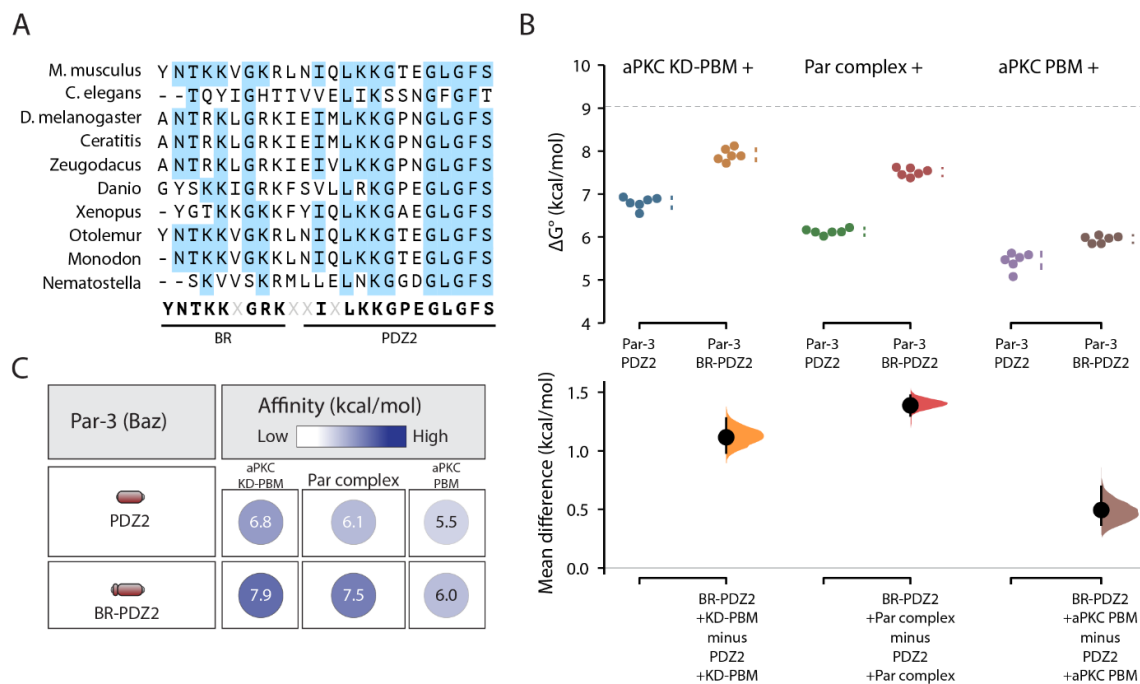 A
M. musculus YNTKKVGKRLNIQLKKGTEGLGFS
C. elegans --TQYIGHTTVVELIKSSNGFGFT
D. melanogaster ANTRKLGRKIEIMLKKGPNGLGFS
Ceratitis ANTRKLGRKIEIMLKKGPNGLGFS
Zeugodacus ANTRKLGRKIEIVLKKGPNGLGFS
Danio GYSKKIGRKFSVLLRKGPEGLGFS
Xenopus -YGTKKGKKFYIQLKKGAEGLGFS
Otolemur YNTKKVGKRLNIQLKKGTEGLGFS
Monodon -NTKKVGKKLNIQLKKGTEGLGFS
Nematostella --SKVVSKRMLLELNKGGDGLGFS
YNTKKXGRKXXIXLKKGPEGLGFS
BR PDZ2
B
aPKC KD-PBM + Par complex + aPKC PBM +
10
9
8
7
6
5
4
ΔG° (kcal/mol)
Par-3 Par-3 Par-3 Par-3 Par-3 Par-3
PDZ2 BR-PDZ2 PDZ2 BR-PDZ2 PDZ2 BR-PDZ2
1.5
1.0
0.5
0.0
Mean difference (kcal/mol)
BR-PDZ2 BR-PDZ2 BR-PDZ2
+KD-PBM +Par complex +aPKC PBM
minus minus minus
PDZ2 PDZ2 PDZ2
+KD-PBM +Par complex +aPKC PBM
C
Par-3 (Baz) Affinity (kcal/mol)
Low High
aPKC KD-PBM Par complex aPKC PBM
PDZ2 6.8 6.1 5.5
BR-PDZ2 7.9 7.5 6.0